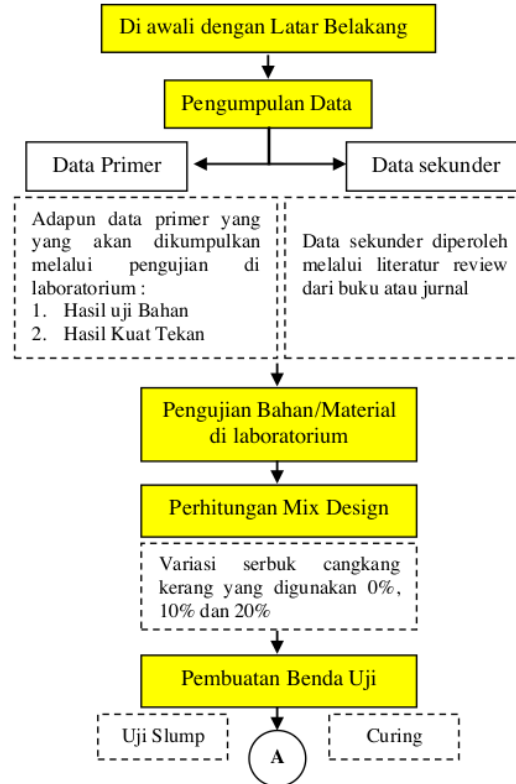 Di awali dengan Latar Belakang
Pengumpulan Data
Data Primer
Data sekunder
Adapun data primer yang
yang akan dikumpulkan
melalui pengujian di
laboratorium :
1. Hasil uji Bahan
2. Hasil Kuat Tekan
Data sekunder diperoleh
melalui literatur review
dari buku atau jurnal
Pengujian Bahan/Material
di laboratorium
Perhitungan Mix Design
Variasi serbuk cangkang
kerang yang digunakan 0%,
10% dan 20%
Pembuatan Benda Uji
Uji Slump
A
Curing